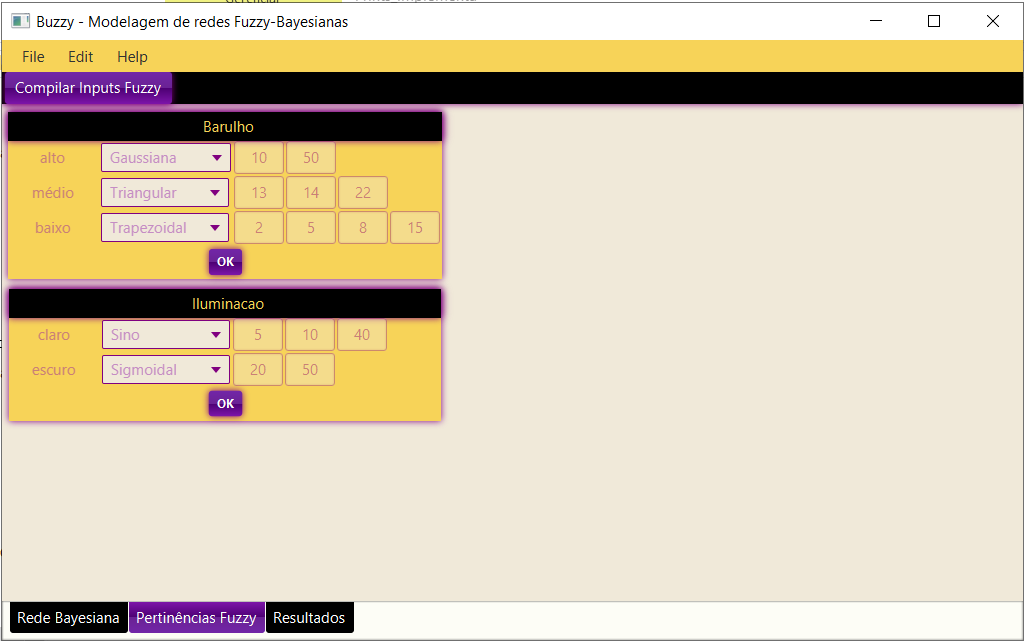 Buzzy - Modelagem de redes Fuzzy-Bayesianas
File Edit Help
Compilar Inputs Fuzzy
Barulho
alto Gaussiana 10 50
médio Triangular 13 14 22
baixo Trapezoidal 2 5 8 15
OK
Iluminacao
claro Sino 5 10 40
escuro Sigmoidal 20 50
OK
Rede Bayesiana Pertinências Fuzzy Resultados